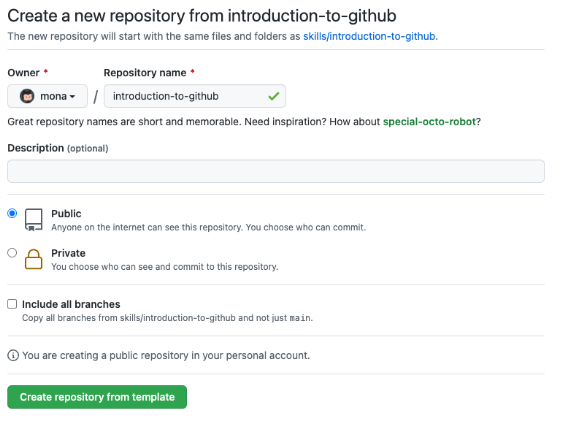 Create a new repository from introduction-to-github
The new repository will start with the same files and folders as skills/introduction-to-github.
Owner * Repository name *
mona / introduction-to-github
Great repository names are short and memorable. Need inspiration? How about special-octo-robot?
Description (optional)
Public
Anyone on the internet can see this repository. You choose who can commit.
Private
You choose who can see and commit to this repository.
Include all branches
Copy all branches from skills/introduction-to-github and not just main.
You are creating a public repository in your personal account.
Create repository from template